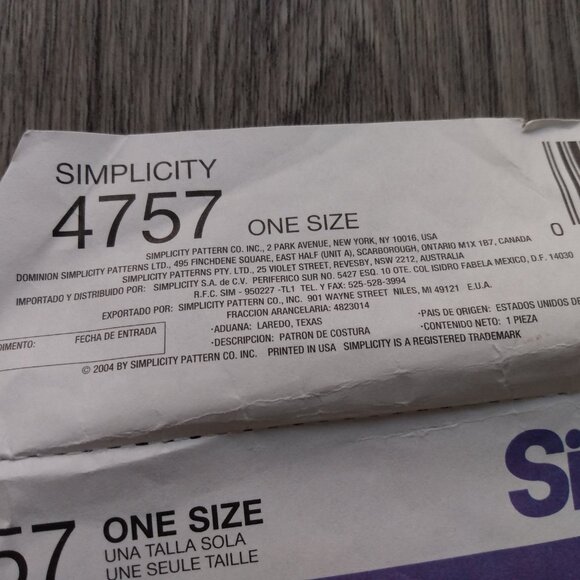 SIMPLICITY
4757 ONE SIZE
0
SIMPLICITY PATTERN CO. INC., 2 PARK AVENUE, NEW YORK, NY 10016, USA
DOMINION SIMPLICITY PATTERNS LTD., 495 FINCHDENE SQUARE, EAST HALF (UNIT A), SCARBOROUGH, ONTARIO M1X 1B7, CANADA
SIMPLICITY PATTERNS PTY. LTD., 25 VIOLET STREET, REVESBY, NSW 2212, AUSTRALIA
IMPORTADO Y DISTRIBUIDO POR: SIMPLICITY S.A. de C.V. PERIFERICO SUR NO. 5427 ESQ. 10 OTE. COL ISIDRO FABELA MEXICO, D.F. 14030
R.F.C. SIM - 950227 -TL1 TEL. Y FAX: 525-528-3994
EXPORTADO POR: SIMPLICITY PATTERN CO. INC. 901 WAYNE STREET NILES, MI 49121 E.U.A.
FRACCION ARANCELARIA: 4823014
DIMENTO: FECHA DE ENTRADA
·ADUANA: LAREDO, TEXAS ·PAIS DE ORIGEN: ESTADOS UNIDOS DE
·DESCRIPCION: PATRON DE COSTURA ·CONTENIDO NETO: 1 PIEZA
© 2004 BY SIMPLICITY PATTERN CO. INC. PRINTED IN USA SIMPLICITY IS A REGISTERED TRADEMARK
Si
57 ONE SIZE
UNA TALLA SOLA
UNE SEULE TAILLE